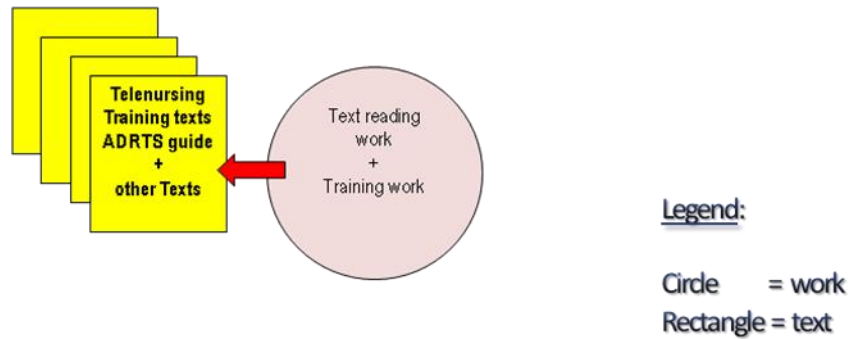 Telenursing
Training texts
ADRTS guide
+
other Texts
Text reading
work
+
Training work
Legend:
Circle = work
Rectangle = text